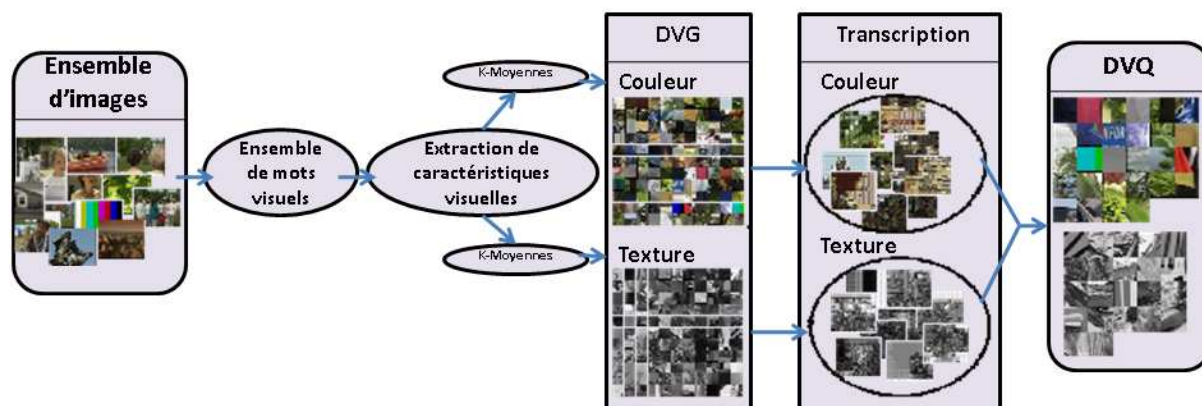 Ensemble
d'images
Ensemble
de mots
visuels
K-Moyennes
Extraction de
caractéristiques
visuelles
K-Moyennes
DVG
Couleur
Texture
Transcription
Couleur
Texture
DVQ